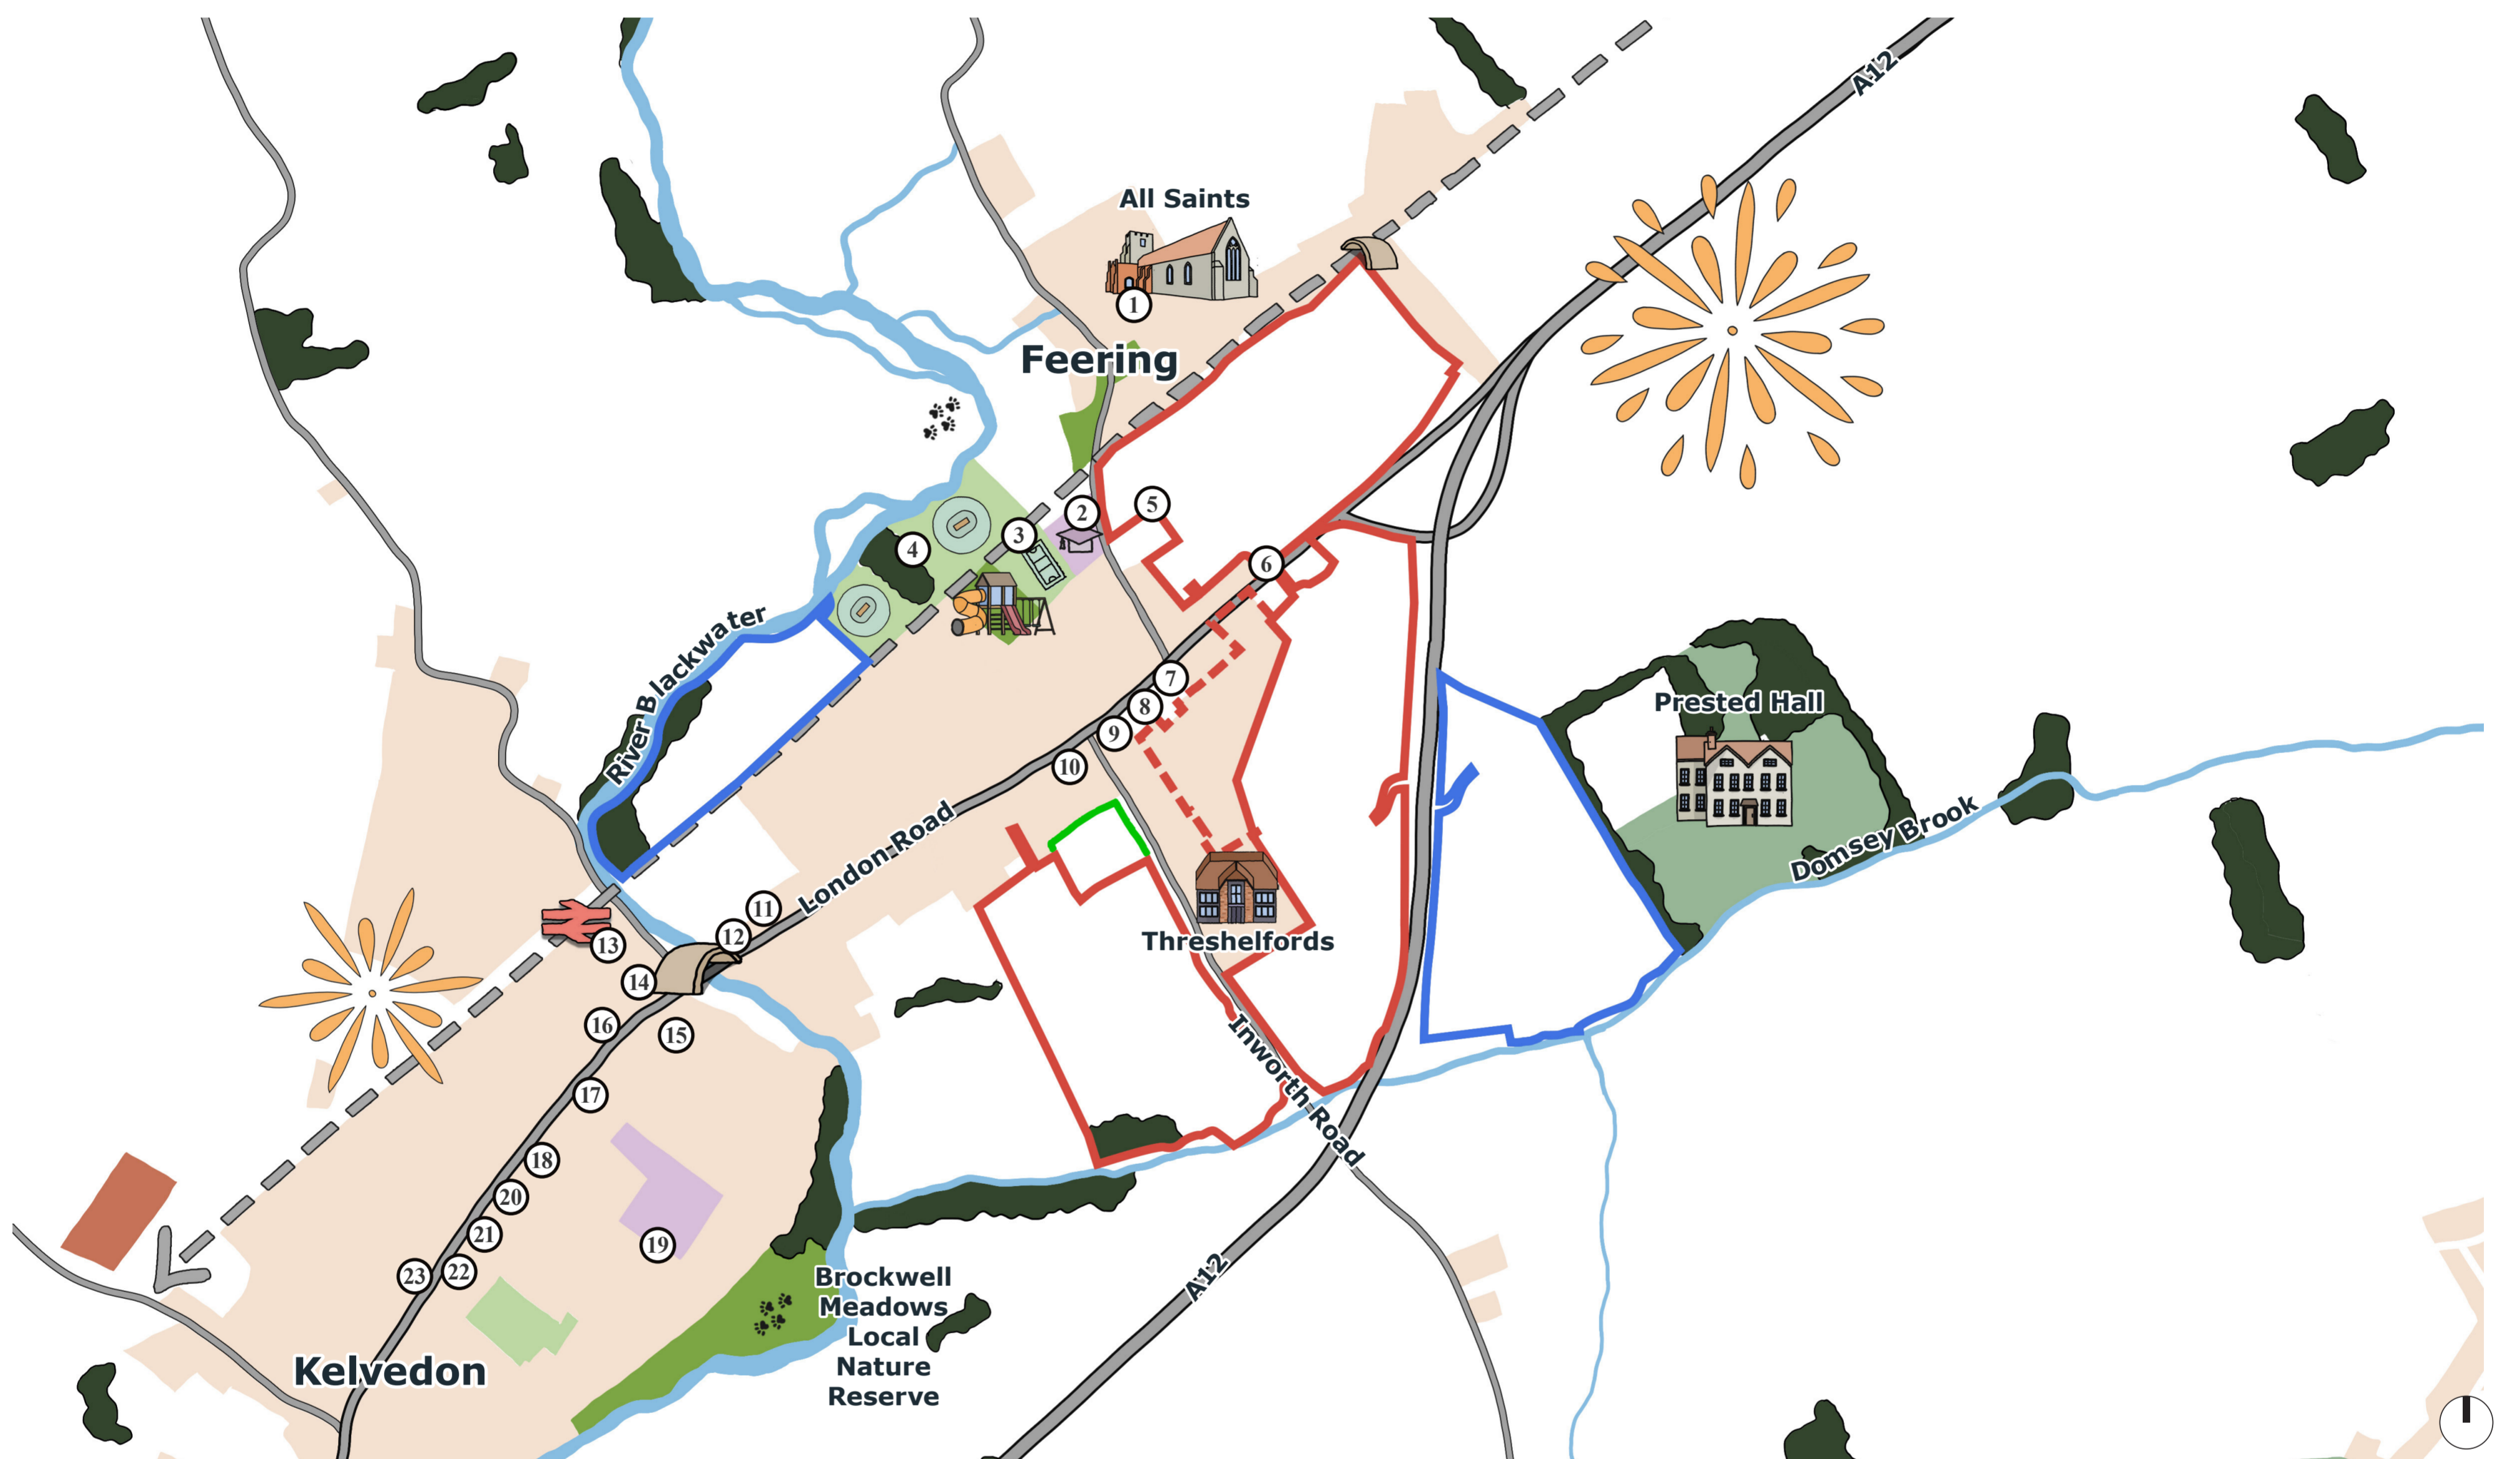 A12
All Saints
1
Feering
2
3
4
5
6
River Blackwater
7
8
9
10
Prested Hall
Domsey Brook
London Road
11
12
13
14
Threshelfords
15
16
Inworth Road
17
18
19
20
21
22
23
A12
Brockwell
Meadows
Local
Nature
Reserve
Kelvedon